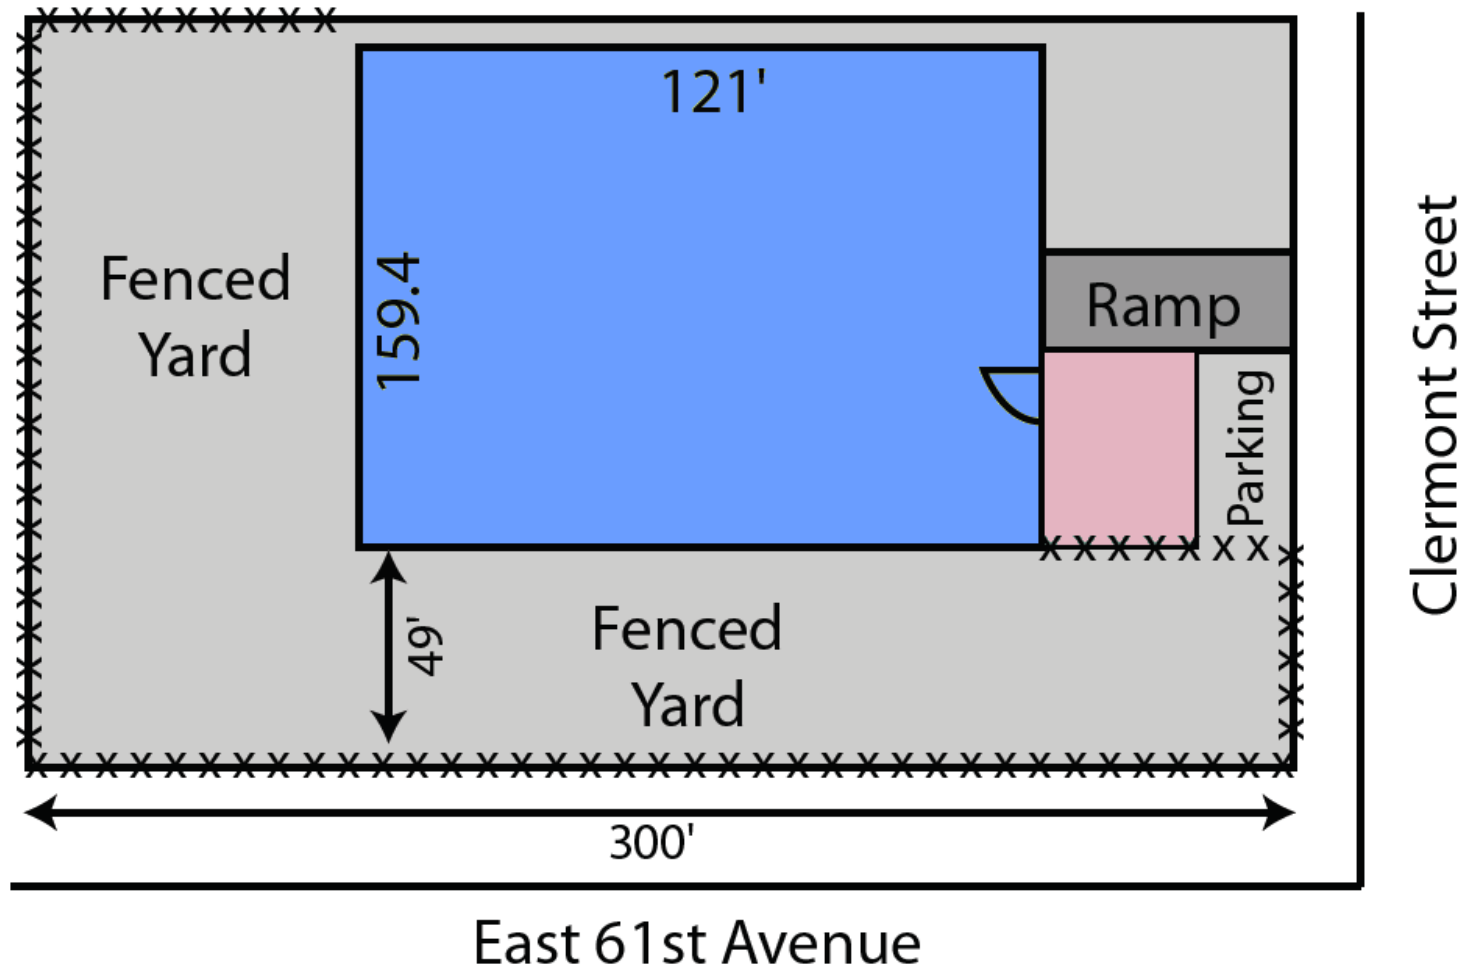 121'
159.4
Fenced
Yard
Ramp
Parking
Clermont Street
49'
Fenced
Yard
300'
East 61st Avenue